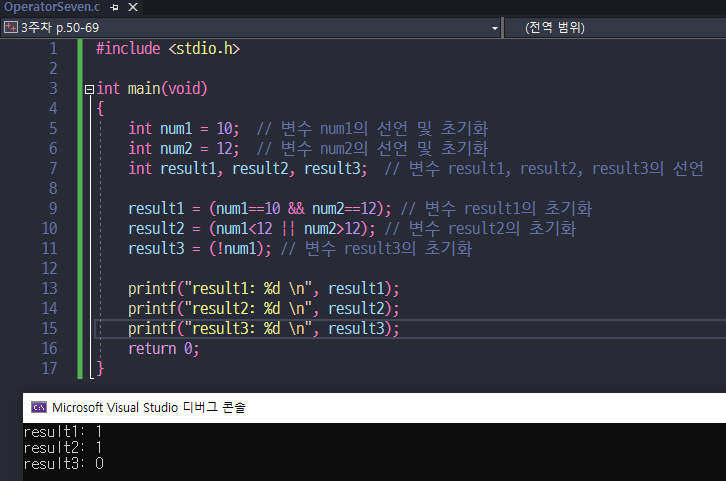 OperatorSeven.c
3주차 p.50-69 (전역 범위)
1 #include <stdio.h>
2
3 int main(void)
4 {
5 int num1 = 10; // 변수 num1의 선언 및 초기화
6 int num2 = 12; // 변수 num2의 선언 및 초기화
7 int result1, result2, result3; // 변수 result1, result2, result3의 선언
8
9 result1 = (num1==10 && num2==12); // 변수 result1의 초기화
10 result2 = (num1<12 || num2>12); // 변수 result2의 초기화
11 result3 = (!num1); // 변수 result3의 초기화
12
13 printf("result1: %d \n", result1);
14 printf("result2: %d \n", result2);
15 printf("result3: %d \n", result3);
16 return 0;
17 }
Microsoft Visual Studio 디버그 콘솔
result1: 1
result2: 1
result3: 0